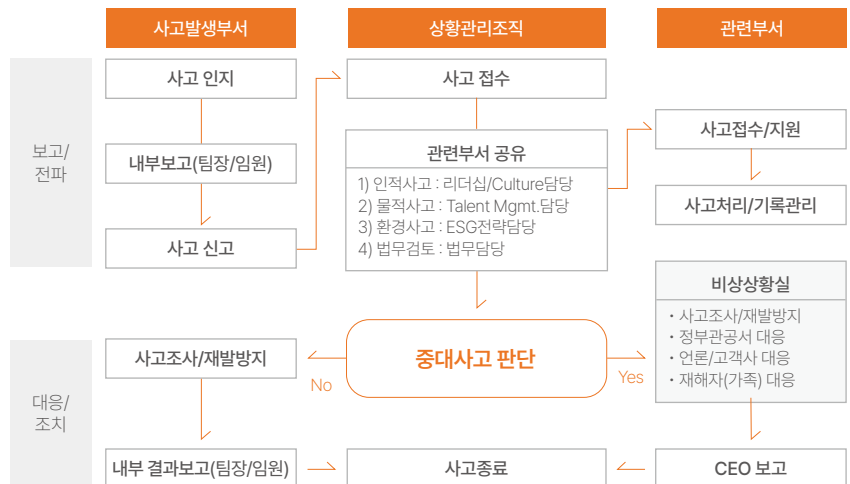 사고발생부서
상황관리조직
관련부서
보고/
전파
사고 인지
내부보고(팀장/임원)
사고 신고
사고 접수
관련부서 공유
1) 인적사고 : 리더십/Culture담당
2) 물적사고 : Talent Mgmt.담당
3) 환경사고 : ESG전략담당
4) 법무검토 : 법무담당
사고접수/지원
사고처리/기록관리
대응/
조치
사고조사/재발방지
No
중대사고 판단
Yes
비상상황실
• 사고조사/재발방지
• 정부관공서 대응
• 언론/고객사 대응
• 재해자(가족) 대응
내부 결과보고(팀장/임원)
사고종료
CEO 보고